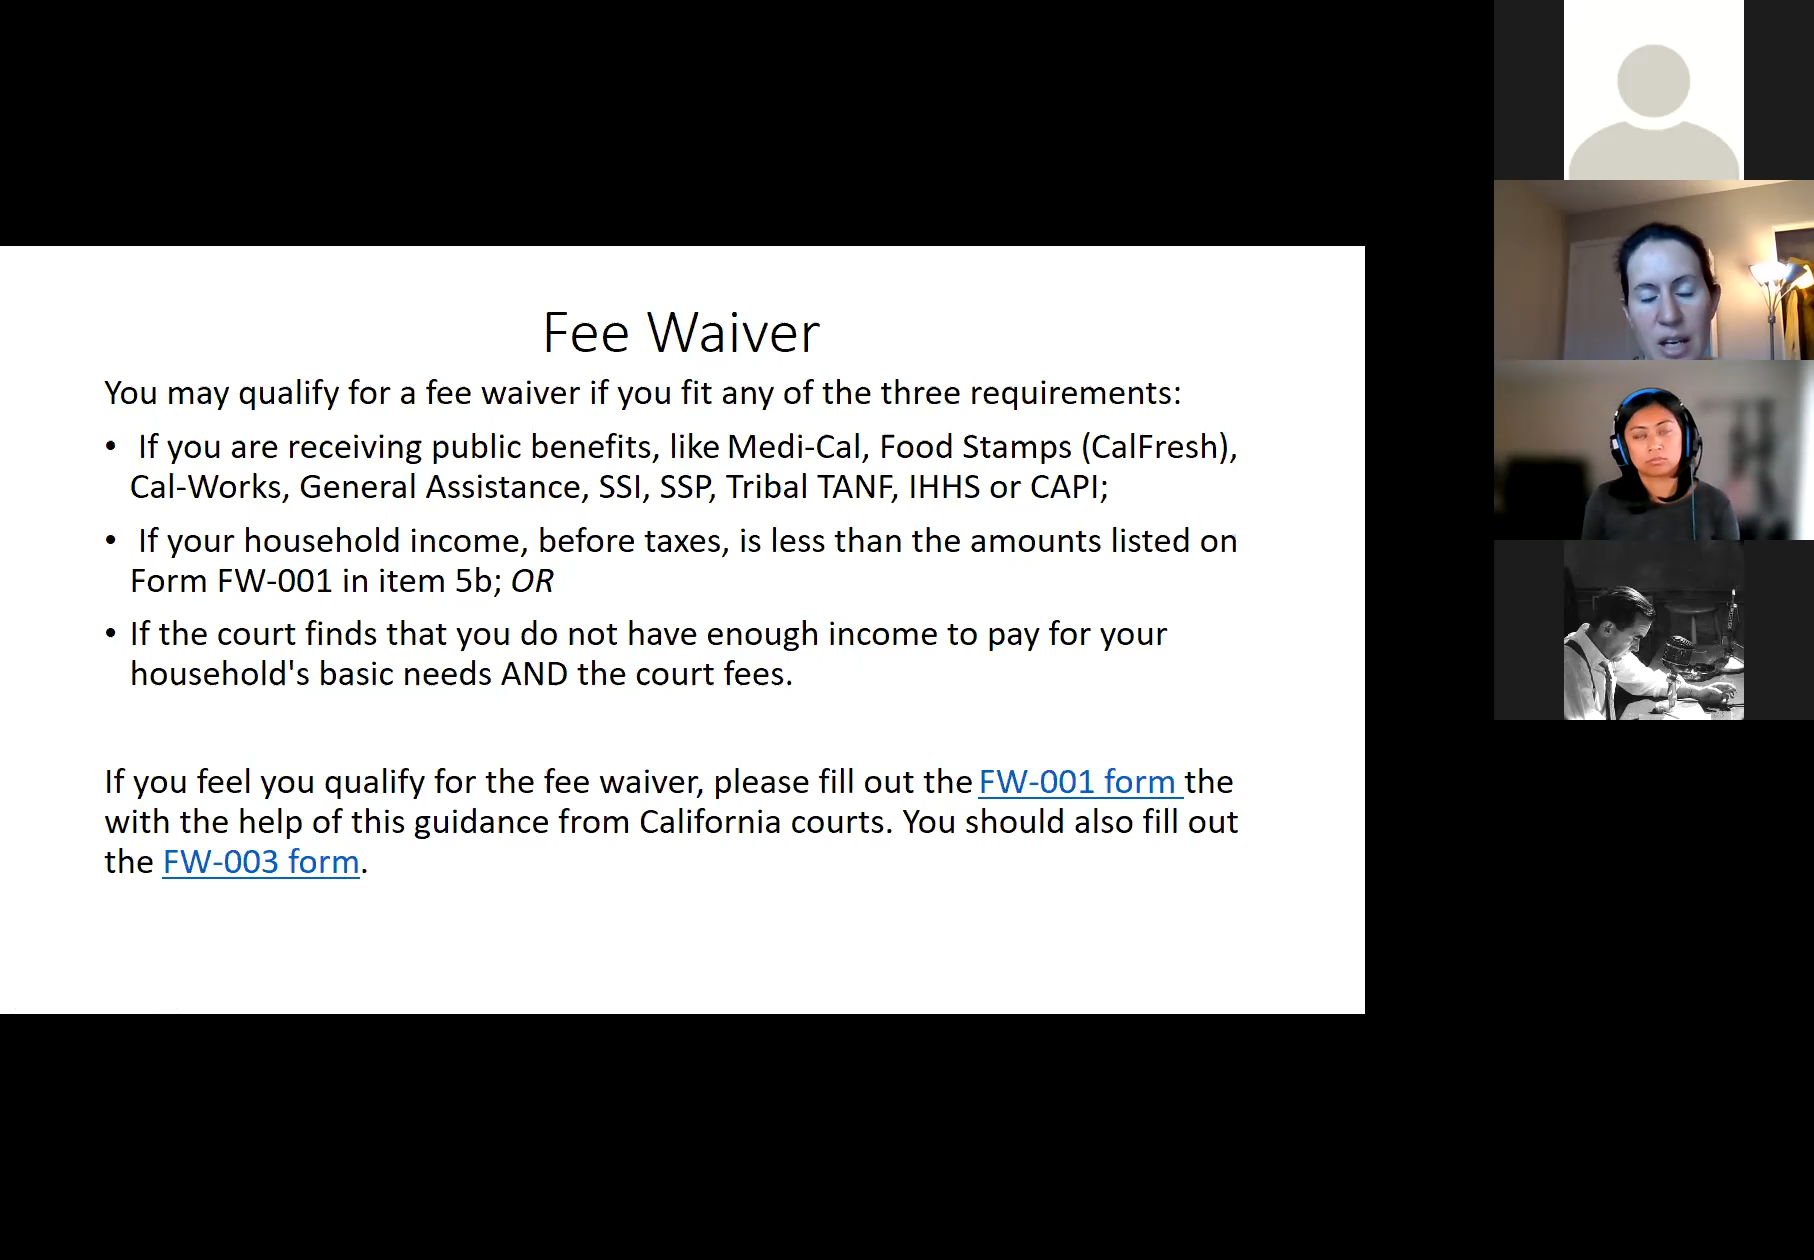 Fee Waiver
You may qualify for a fee waiver if you fit any of the three requirements:
• If you are receiving public benefits, like Medi-Cal, Food Stamps (CalFresh),
Cal-Works, General Assistance, SSI, SSP, Tribal TANF, IHHS or CAPI;
• If your household income, before taxes, is less than the amounts listed on
Form FW-001 in item 5b; OR
• If the court finds that you do not have enough income to pay for your
household's basic needs AND the court fees.
If you feel you qualify for the fee waiver, please fill out the FW-001 form the
with the help of this guidance from California courts. You should also fill out
the FW-003 form.